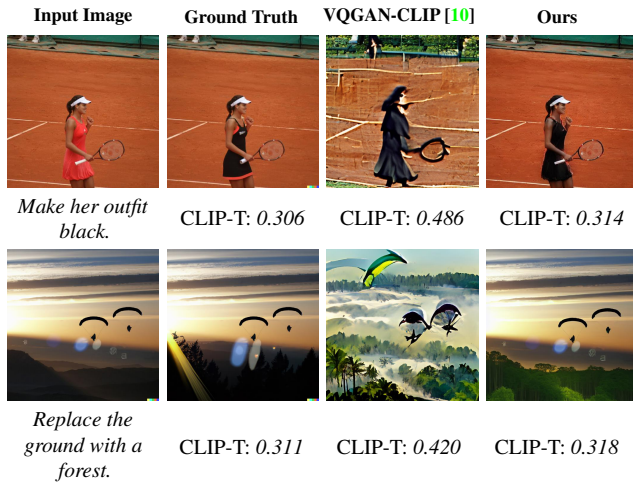 Input Image
Ground Truth
VQGAN-CLIP [10]
Ours
Make her outfit
black.
CLIP-T: 0.306
CLIP-T: 0.486
CLIP-T: 0.314
Replace the
ground with a
forest.
CLIP-T: 0.311
CLIP-T: 0.420
CLIP-T: 0.318